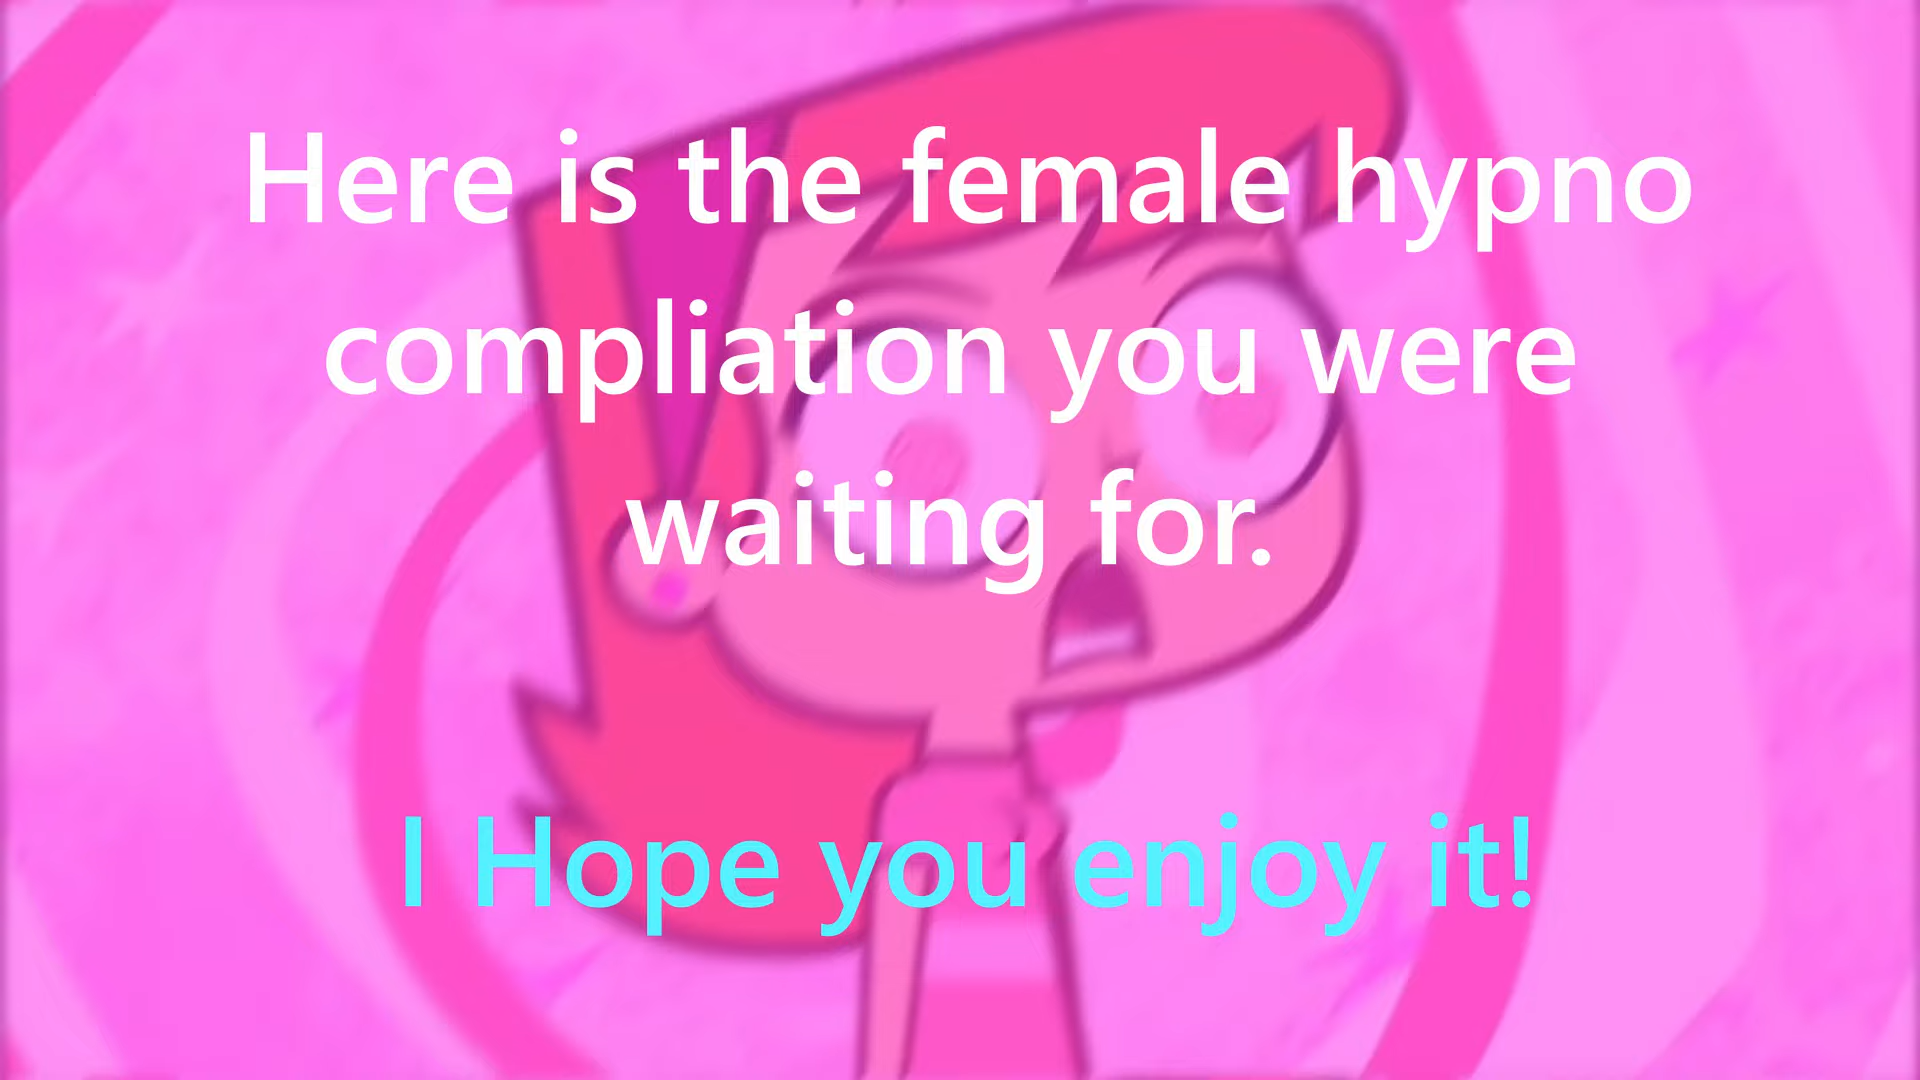 Here is the female hypno
compliation you were
waiting for.
I Hope you enjoy it!